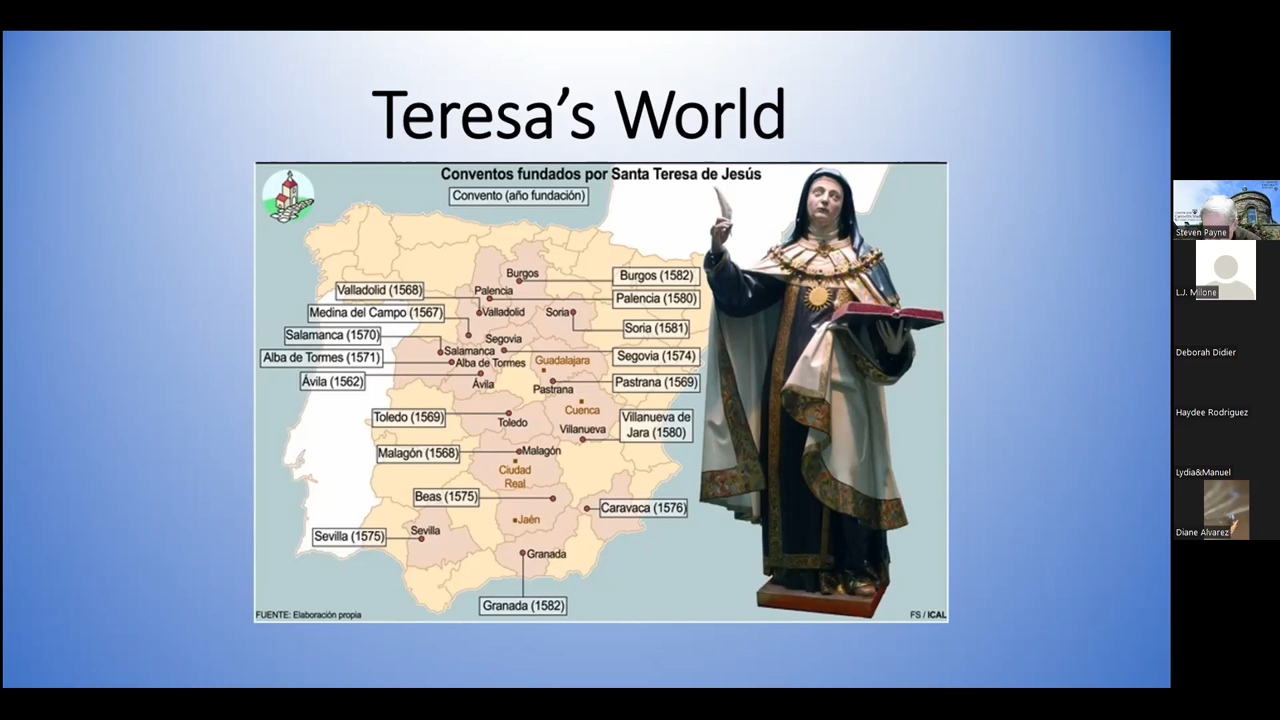 Teresa's World
Conventos fundados por Santa Teresa de Jesús
Convento (año fundación)
Burgos
Burgos (1582)
Valladolid (1568)
Palencia
Palencia (1580)
Medina del Campo (1567)
Valladolid
Soria
Soria (1581)
Salamanca (1570)
Segovia
Alba de Tormes (1571)
Salamanca
Guadalajara
Segovia (1574)
Alba de Tormes
Ávila (1562)
Ávila
Pastrana
Pastrana (1569)
Cuenca
Toledo (1569)
Toledo
Villanueva
Villanueva de
Jara (1580)
Malagón (1568)
Malagón
Ciudad
Real
Beas (1575)
Caravaca (1576)
Jaén
Sevilla (1575)
Sevilla
Granada
Granada (1582)
FUENTE: Elaboración propia
FS / ICAL
Steven Payne
L.J. Milone
Deborah Didier
Haydee Rodriguez
Lydia&Manuel
Diane Alvarez